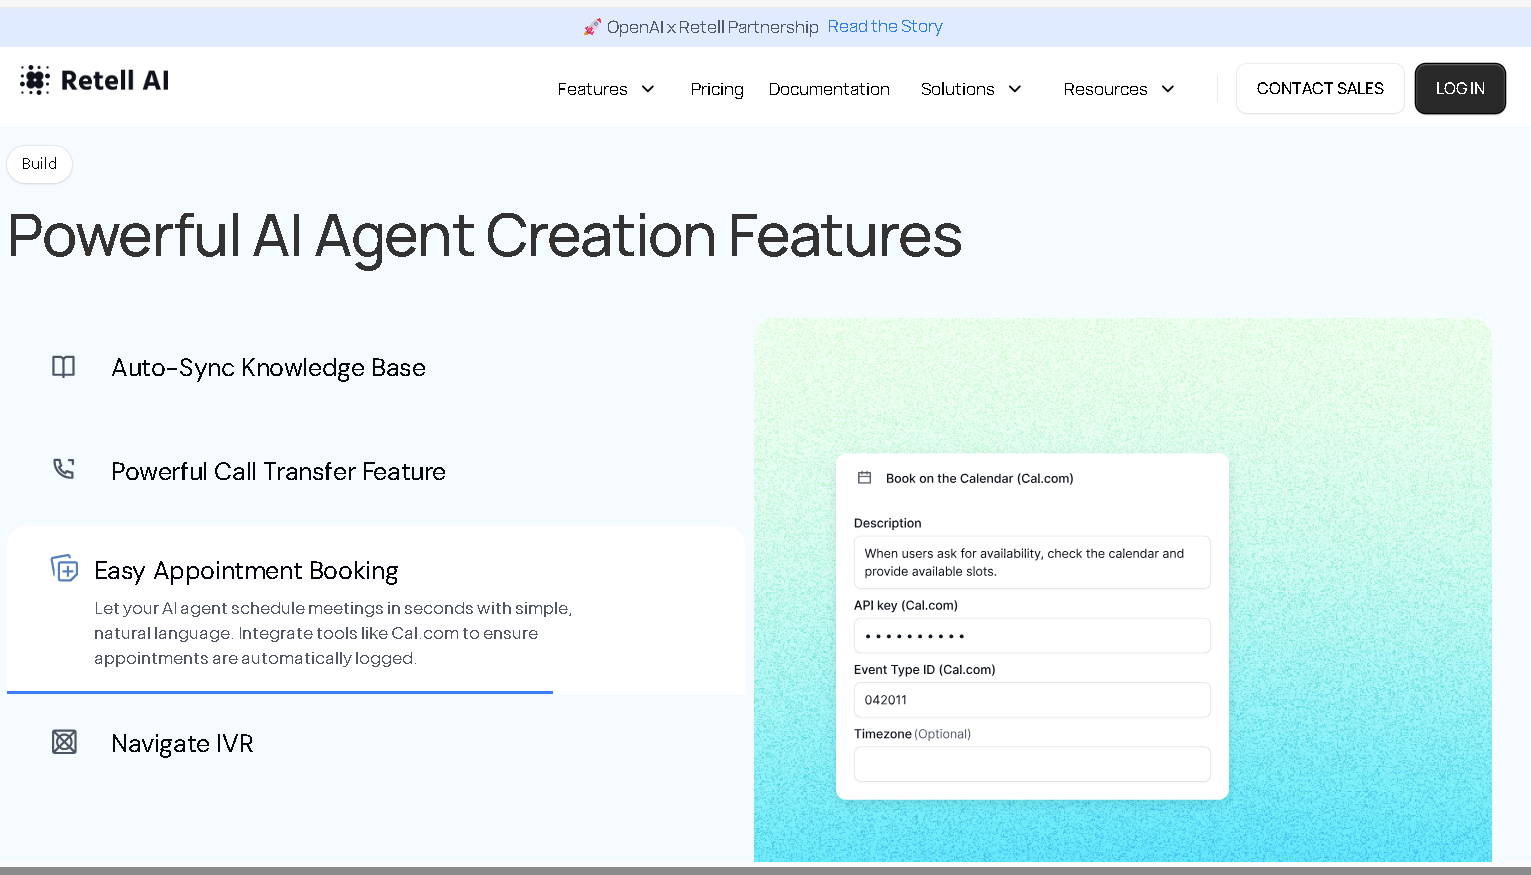 🚀 OpenAI x Retell Partnership Read the Story
Retell AI
Features
Pricing
Documentation
Solutions
Resources
CONTACT SALES
LOG IN
Build
Powerful AI Agent Creation Features
Auto-Sync Knowledge Base
Powerful Call Transfer Feature
Easy Appointment Booking
Let your AI agent schedule meetings in seconds with simple,
natural language. Integrate tools like Cal.com to ensure
appointments are automatically logged.
Navigate IVR
Book on the Calendar (Cal.com)
Description
When users ask for availability, check the calendar and
provide available slots.
API key (Cal.com)
••••••••••
Event Type ID (Cal.com)
042011
Timezone (Optional)